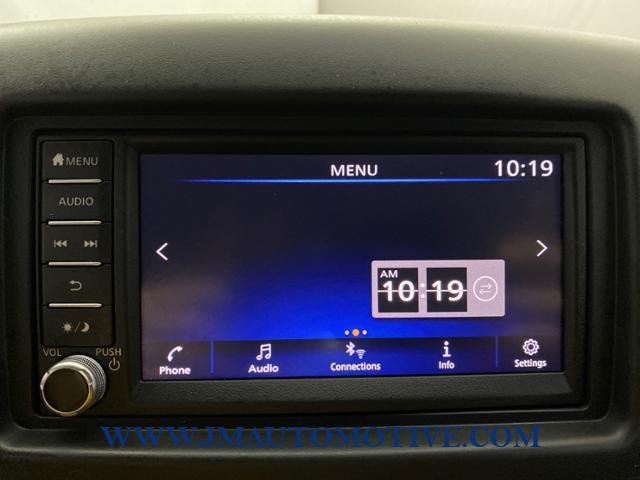 MENU
AUDIO
VOL PUSH
MENU 10:19
AM
10:19
Phone Audio Connections Info Settings
WWW.JMAUTOMOTIVE.COM